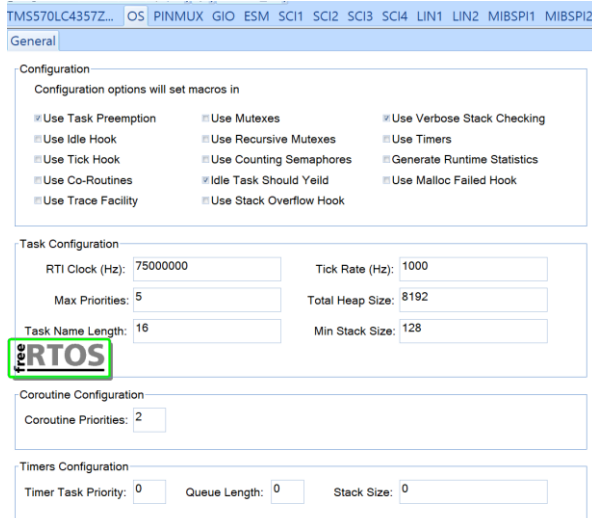 TMS570LC4357Z... OS PINMUX GIO ESM SCI1 SCI2 SCI3 SCI4 LIN1 LIN2 MIBSPI1 MIBSPI2
General
Configuration
Configuration options will set macros in
Use Task Preemption Use Mutexes Use Verbose Stack Checking
Use Idle Hook Use Recursive Mutexes Use Timers
Use Tick Hook Use Counting Semaphores Generate Runtime Statistics
Use Co-Routines Idle Task Should Yeild Use Malloc Failed Hook
Use Trace Facility Use Stack Overflow Hook
Task Configuration
RTI Clock (Hz): 75000000 Tick Rate (Hz): 1000
Max Priorities: 5 Total Heap Size: 8192
Task Name Length: 16 Min Stack Size: 128
free RTOS
Coroutine Configuration
Coroutine Priorities: 2
Timers Configuration
Timer Task Priority: 0 Queue Length: 0 Stack Size: 0